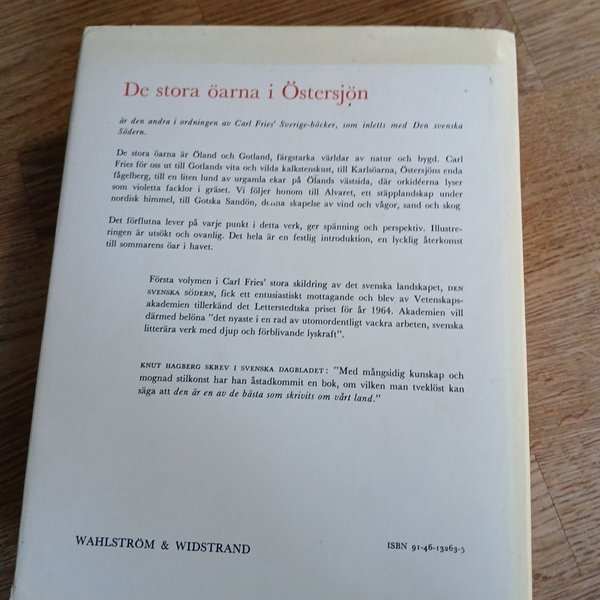 De stora öarna i Östersjön
är den andra i ordningen av Carl Fries' Sverige-böcker, som inletts med Den svenska
Södern.
De stora öarna är Öland och Gotland, färgstarka världar av natur och bygd. Carl
Fries för oss ut till Gotlands vita och vilda kalkstenskust, till Karlsöarna, Östersjöns enda
fågelberg, till en liten lund av urgamla ekar på Ölands västsida, där orkidéerna lyser
som violetta facklor i gräset. Vi följer honom till Alvaret, ett stäpplandskap under
nordisk himmel, till Gotska Sandön, denna skapelse av vind och vågor, sand och skog
Det förflutna lever på varje punkt i detta verk, ger spänning och perspektiv. Illustre-
ringen är utsökt och ovanlig. Det hela är en festlig introduktion, en lycklig återkomst
till sommarens öar i havet.
Första volymen i Carl Fries' stora skildring av det svenska landskapet, DEN
SVENSKA SÖDERN, fick ett entusiastiskt mottagande och blev av Vetenskaps-
akademien tillerkänd det Letterstedtska priset för år 1964. Akademien vill
därmed belöna "det nyaste i en rad av utomordentligt vackra arbeten, svenska
litterära verk med djup och förblivande lyskraft".
KNUT HAGBERG SKREV I SVENSKA DAGBLADET: "Med mångsidig kunskap och
mognad stilkonst har han åstadkommit en bok, om vilken man tveklöst kan
säga att den är en av de bästa som skrivits om vårt land."
WAHLSTRÖM & WIDSTRAND
ISBN 91-46-13263-5